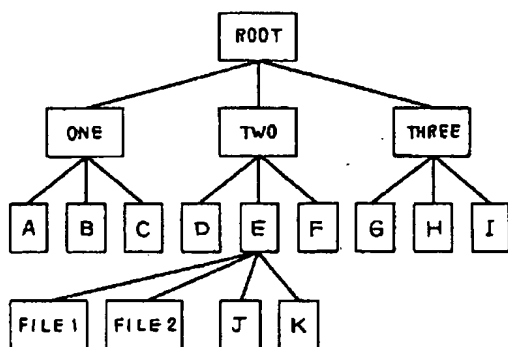 ROOT
ONE TWO THREE
A B C D E F G H I
FILE 1 FILE 2 J K